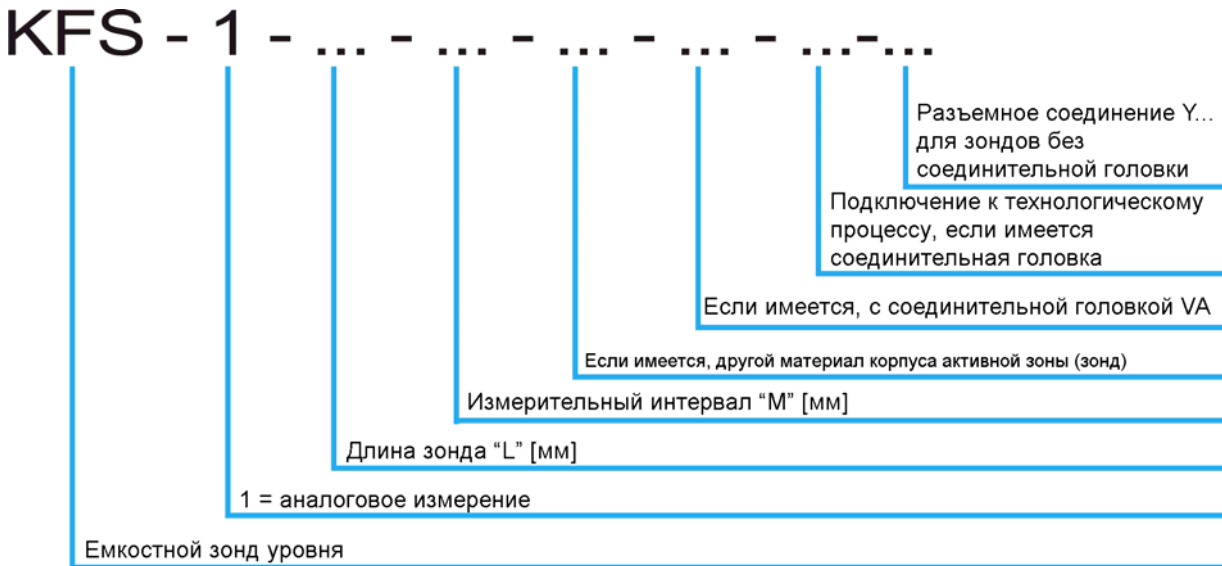 KFS - 1 - ... - ... - ... - ... - ...-...
Разъемное соединение Y...
для зондов без
соединительной головки
Подключение к технологическому
процессу, если имеется
соединительная головка
Если имеется, с соединительной головкой VA
Если имеется, другой материал корпуса активной зоны (зонд)
Измерительный интервал “M” [мм]
Длина зонда “L” [мм]
1 = аналоговое измерение
Емкостной зонд уровня